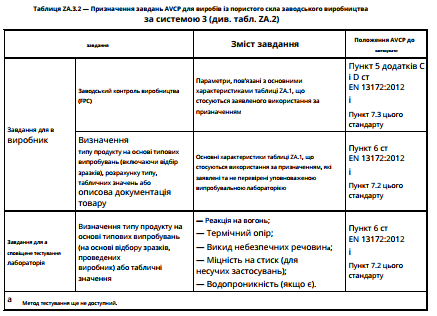 Таблиця ZA.3.2 — Призначення завдань AVCP для виробів із пористого скла заводського виробництва
за системою 3 (див. табл. ZA.2)
завдання
Зміст завдання
Положення AVCP до
застосувати
Завдання для в
виробник
Заводський контроль виробництва
(FPC)
Параметри, пов'язані з основними
характеристиками таблиці ZA.1, що
стосуються заявленого використання за
призначенням
Пункт 5 додатків C
і D ст
EN 13172:2012
і
Пункт 7.3 цього
стандарту
Визначення
типу продукту на основі типових
випробувань (включаючи відбір
зразків), розрахунку типу,
табличних значень або
описова документація
товару
Основні характеристики таблиці ZA.1, що
стосуються використання за призначенням, які
заявлені та не перевірені уповноваженою
випробувальною лабораторією
Пункт 6 ст
EN 13172:2012
і
Пункт 7.2 цього
стандарту
Завдання для а
сповіщене тестування
лабораторія
Визначення типу продукту на
основі типових випробувань
(на основі відбору зразків,
проведених
виробник) або табличні
значення
— Реакція на вогонь;
— Термічний опір;
— Викид небезпечних речовина;
— Міцність на стиск (для
несучих застосувань);
— Водопроникність (якщо є).
Пункт 6 ст
EN 13172:2012
і
Пункт 7.2 цього
стандарту
а Метод тестування ще не доступний.